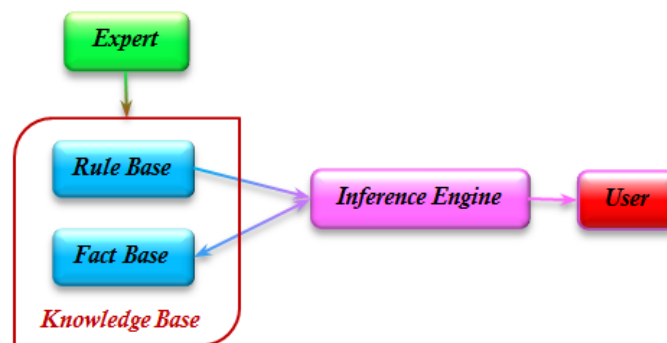 Expert
Rule Base
Inference Engine
User
Fact Base
Knowledge Base